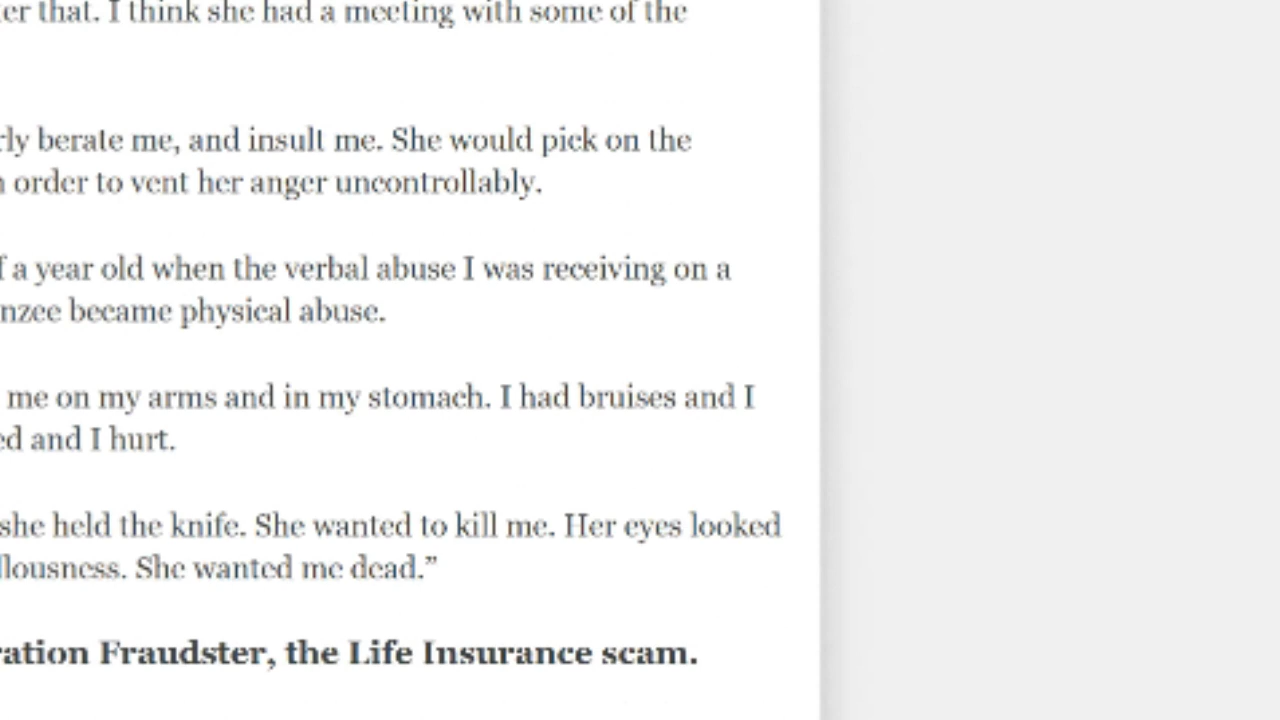 er that. I think she had a meeting with some of the
rly berate me, and insult me. She would pick on the
order to vent her anger uncontrollably.
f a year old when the verbal abuse I was receiving on a
nzee became physical abuse.
me on my arms and in my stomach. I had bruises and I
ed and I hurt.
she held the knife. She wanted to kill me. Her eyes looked
llousness. She wanted me dead.”
ration Fraudster, the Life Insurance scam.